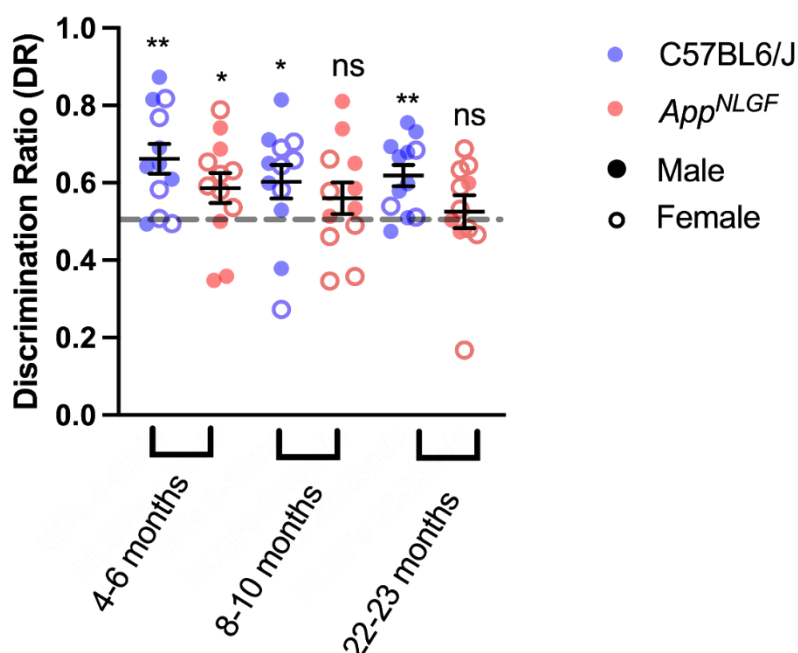 Discrimination Ratio (IDR)
1.0
0.8
0.6
0.4
0.2
0.0
**
*
*
ns
**
ns
4-6 months
8-10 months
22-23 months
C57BL6/J
App^NLGF
Male
Female